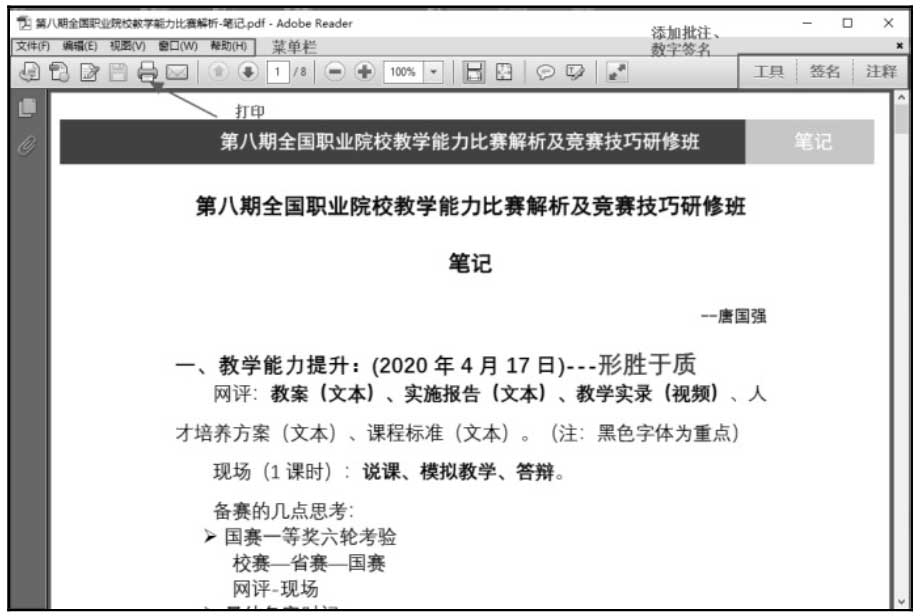 第八期全国职业院校教学能力比赛解析-笔记.pdf - Adobe Reader
文件(F) 编辑(E) 视图(V) 窗口(W) 帮助(H) 菜单栏
添加批注、
数字签名
1 / 8 100% 工具 签名 注释
打印
第八期全国职业院校教学能力比赛解析及竞赛技巧研修班 笔记
第八期全国职业院校教学能力比赛解析及竞赛技巧研修班
笔记
--唐国强
一、教学能力提升：(2020 年 4 月 17 日)---形胜于质
网评：教案（文本）、实施报告（文本）、教学实录（视频）、人
才培养方案（文本）、课程标准（文本）。（注：黑色字体为重点）
现场（1 课时）：说课、模拟教学、答辩。
备赛的几点思考：
➢ 国赛一等奖六轮考验
校赛—省赛—国赛
网评-现场